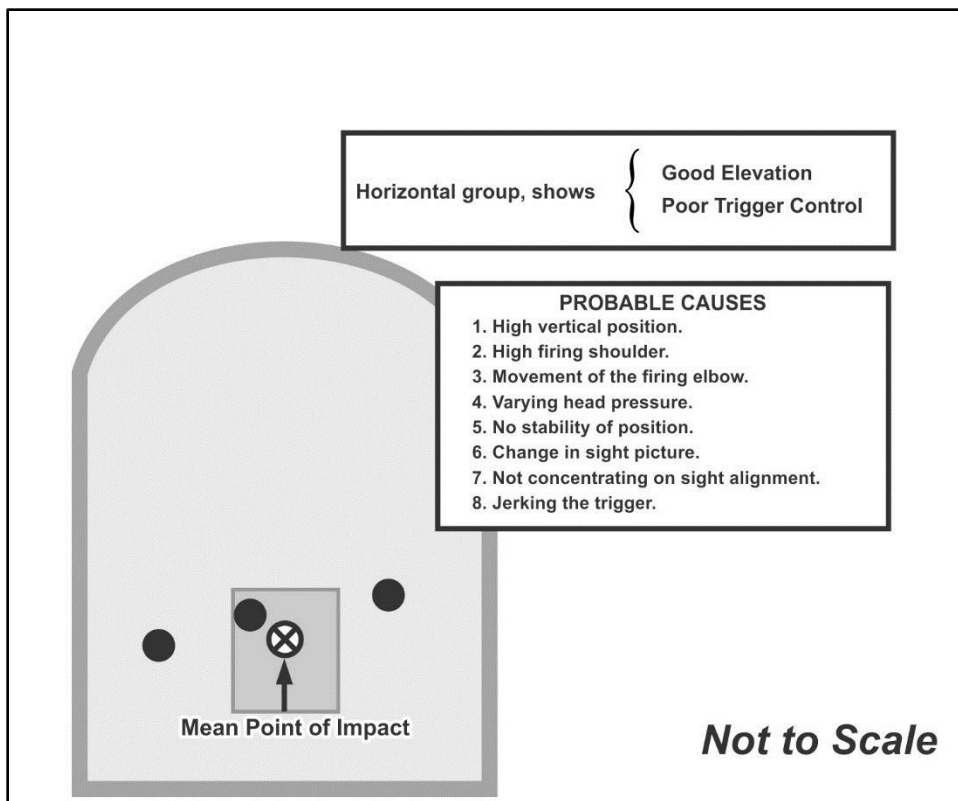 Horizontal group, shows
Good Elevation
Poor Trigger Control
PROBABLE CAUSES
1. High vertical position.
2. High firing shoulder.
3. Movement of the firing elbow.
4. Varying head pressure.
5. No stability of position.
6. Change in sight picture.
7. Not concentrating on sight alignment.
8. Jerking the trigger.
Mean Point of Impact
Not to Scale